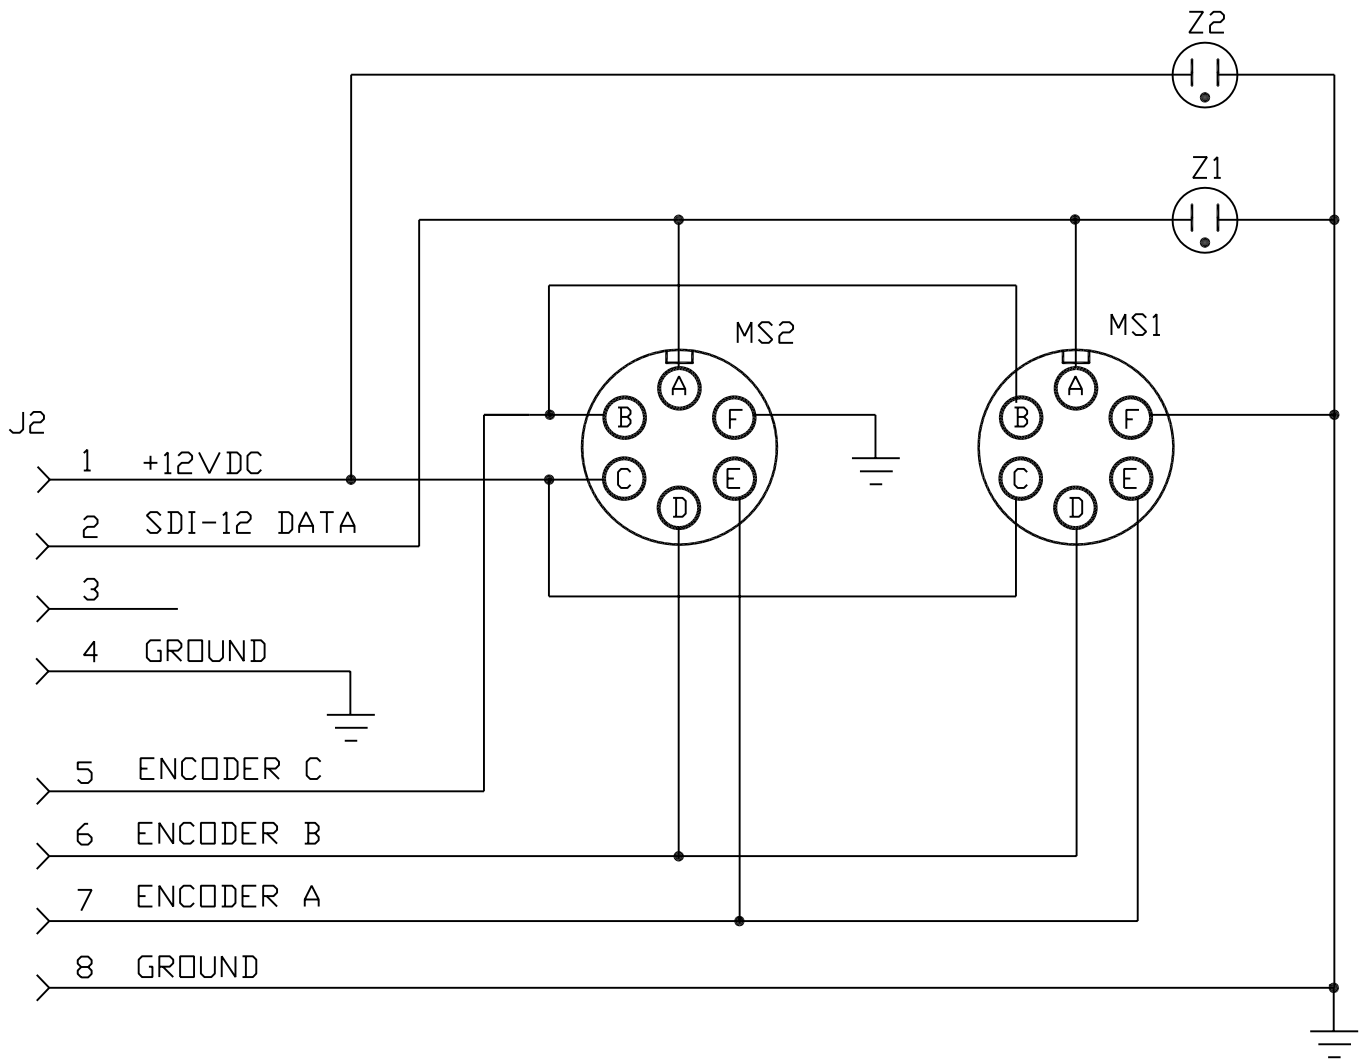 Z2
Z1
MS2
MS1
A
B
F
C
E
D
A
B
F
C
E
D
J2
1 +12VDC
2 SDI-12 DATA
3
4 GROUND
5 ENCODER C
6 ENCODER B
7 ENCODER A
8 GROUND